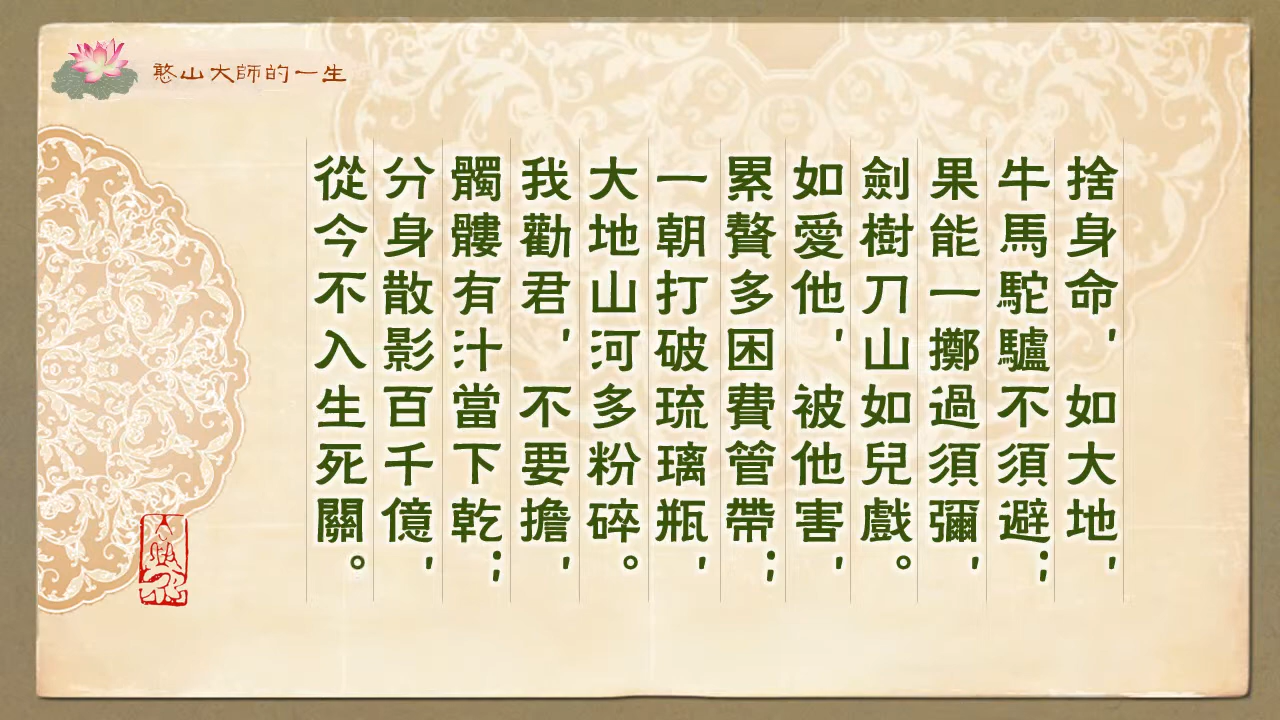 憨山大師的一生
捨身命，如大地，
牛馬駝驢不須避；
果能一擲過須彌，
劍樹刀山如兒戲。
如愛他，被他害，
累贅多困費管帶；
一朝打破琉璃瓶，
大地山河多粉碎。
我勸君，不要擔，
髑髏有汁當下乾；
分身散影百千億，
從今不入生死關。